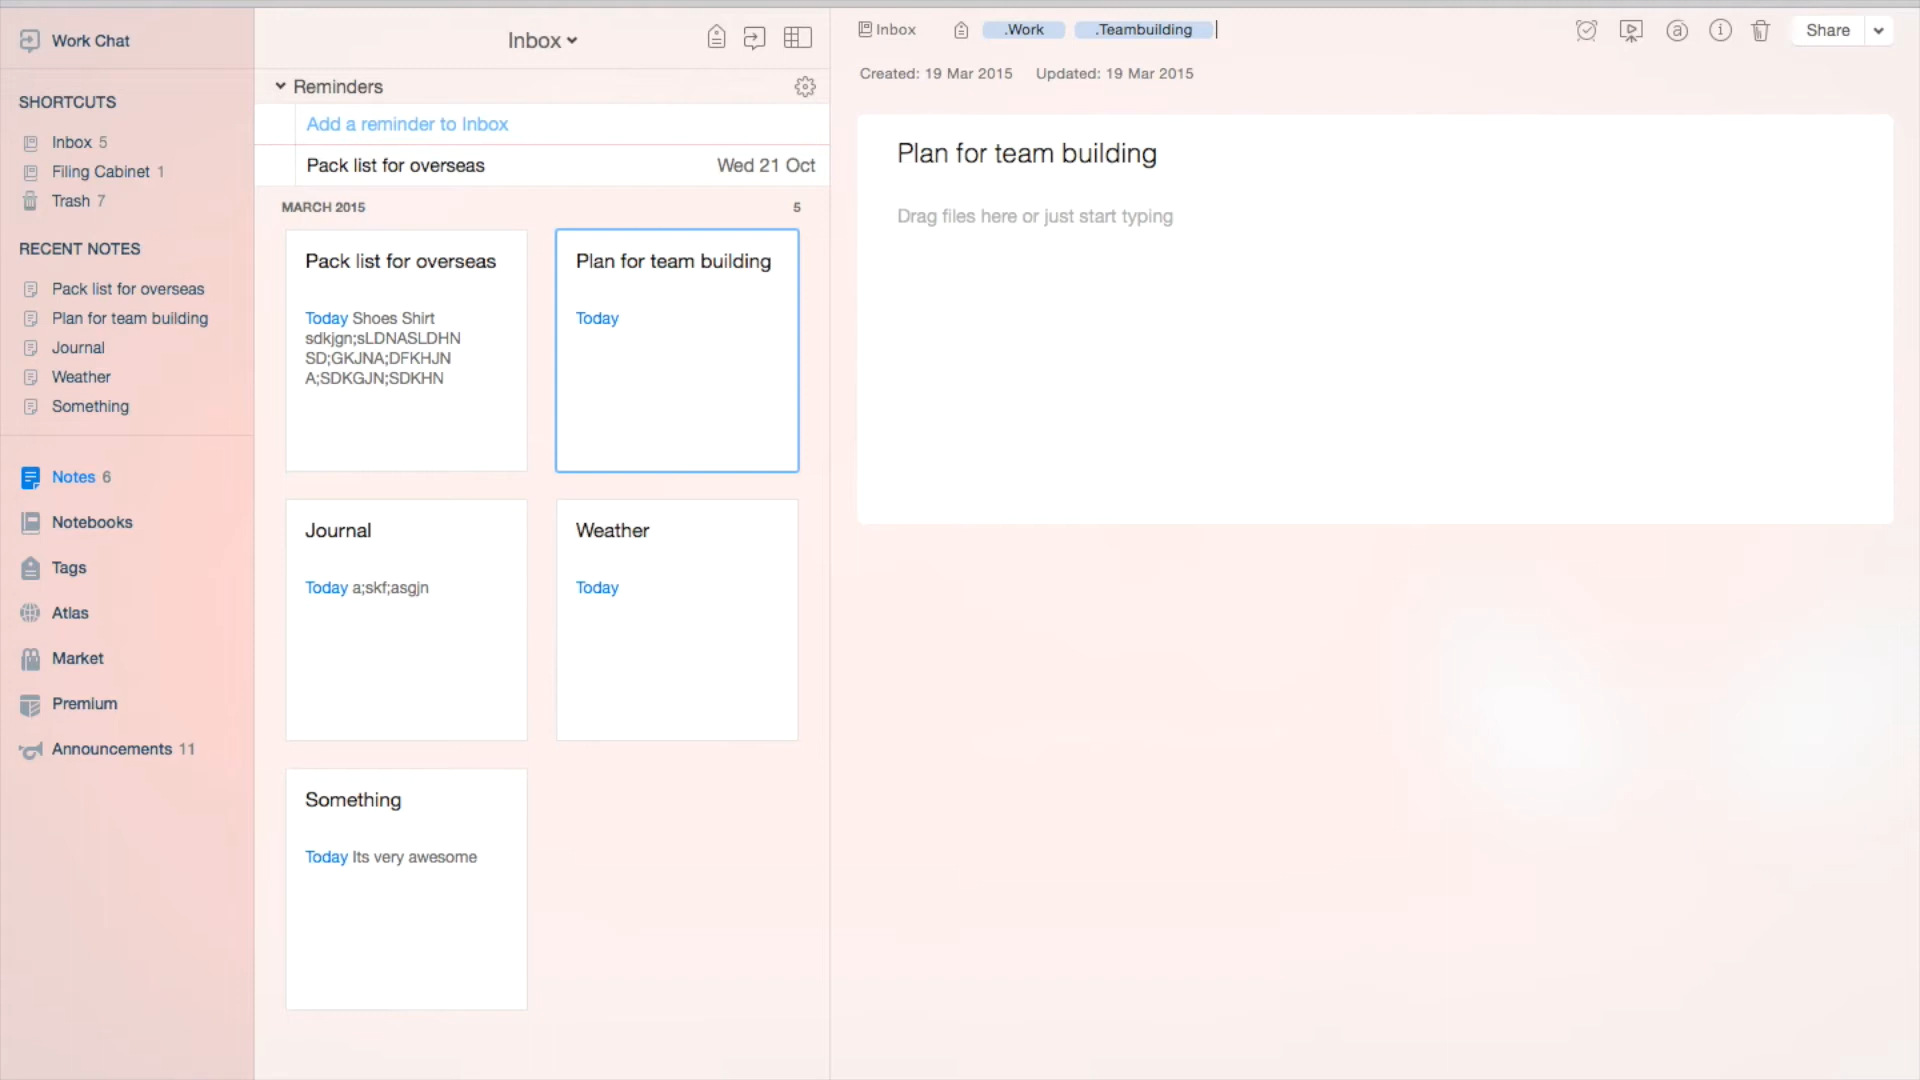 Work Chat
SHORTCUTS
Inbox 5
Filing Cabinet 1
Trash 7
RECENT NOTES
Pack list for overseas
Plan for team building
Journal
Weather
Something
Notes 6
Notebooks
Tags
Atlas
Market
Premium
Announcements 11
Inbox
Reminders
Add a reminder to Inbox
Pack list for overseas Wed 21 Oct
MARCH 2015 5
Pack list for overseas
Today Shoes Shirt
sdkjgn;sLDNASLDHN
SD;GKJNA;DFKHJN
A;SDKGJN;SDKHN
Plan for team building
Today
Journal
Today a;skf;asgjn
Weather
Today
Something
Today Its very awesome
Inbox .Work .Teambuilding
Share
Created: 19 Mar 2015 Updated: 19 Mar 2015
Plan for team building
Drag files here or just start typing